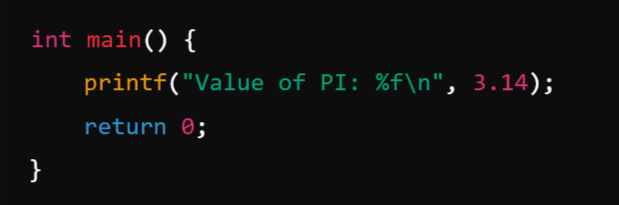 int main() {
    printf("Value of PI: %f\n", 3.14);
    return 0;
}